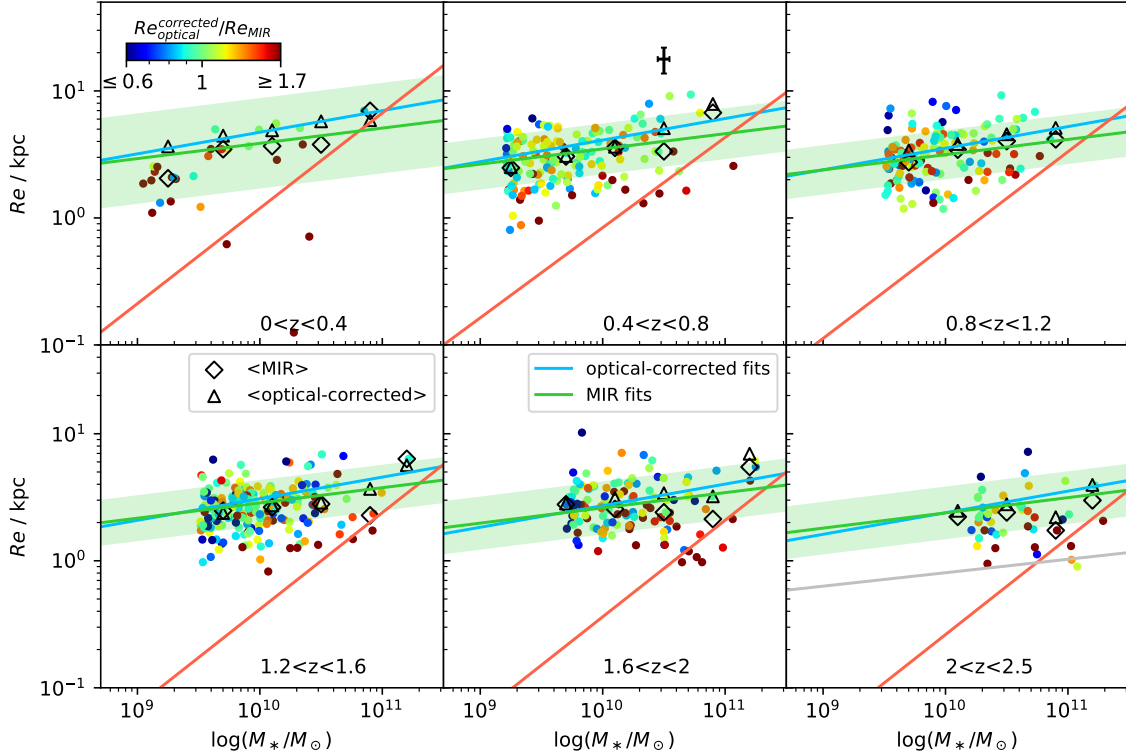 Re^{corrected}_{optical}/Re_{MIR}
≤ 0.6 1 ≥ 1.7
10^1
10^0
10^{-1}
Re / kpc
0<z<0.4
0.4<z<0.8
0.8<z<1.2
<MIR>
<optical-corrected>
optical-corrected fits
MIR fits
10^1
10^0
10^{-1}
Re / kpc
1.2<z<1.6
1.6<z<2
2<z<2.5
10^9 10^{10} 10^{11}
10^9 10^{10} 10^{11}
10^9 10^{10} 10^{11}
log(M_*/M_⊙)
log(M_*/M_⊙)
log(M_*/M_⊙)